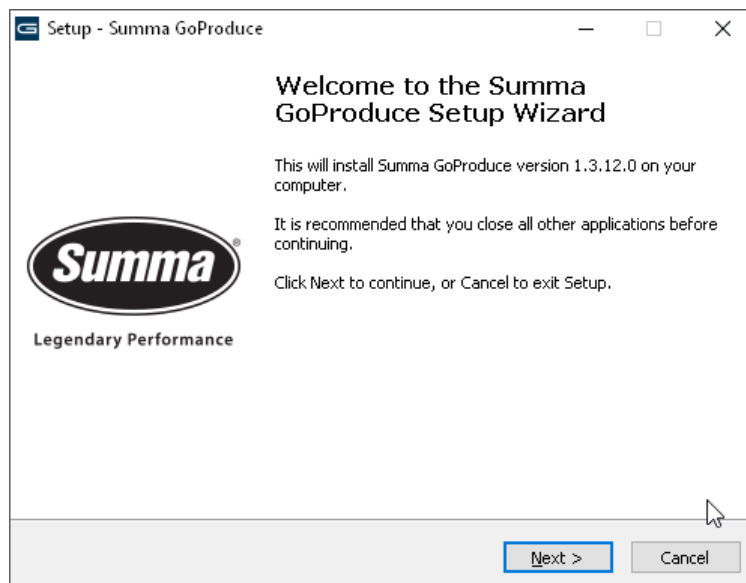 Setup - Summa GoProduce
Welcome to the Summa
GoProduce Setup Wizard
This will install Summa GoProduce version 1.3.12.0 on your
computer.
It is recommended that you close all other applications before
continuing.
Click Next to continue, or Cancel to exit Setup.
Summa®
Legendary Performance
Next >
Cancel